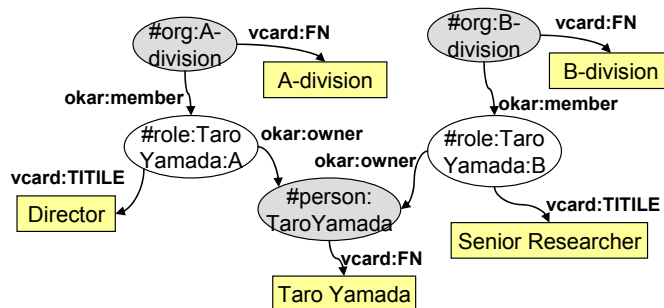 #org:A-
division
vcard:FN
A-division
okar:member
#role:Taro
Yamada:A
okar:owner
vcard:TITILE
Director
#org:B-
division
vcard:FN
B-division
okar:member
#role:Taro
Yamada:B
okar:owner
vcard:TITILE
Senior Researcher
#person:
TaroYamada
vcard:FN
Taro Yamada